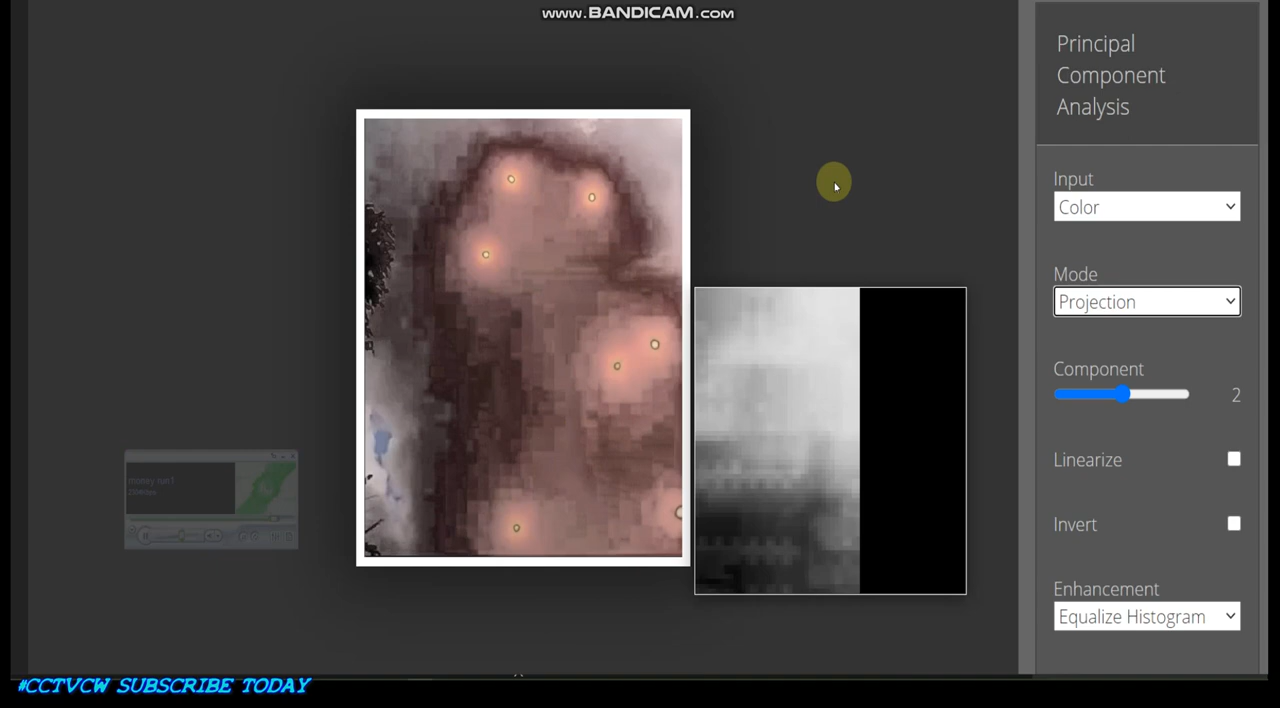 www.BANDICAM.com
Principal
Component
Analysis
Input
Color
Mode
Projection
Component
2
Linearize
Invert
Enhancement
Equalize Histogram
#CCTVCW SUBSCRIBE TODAY